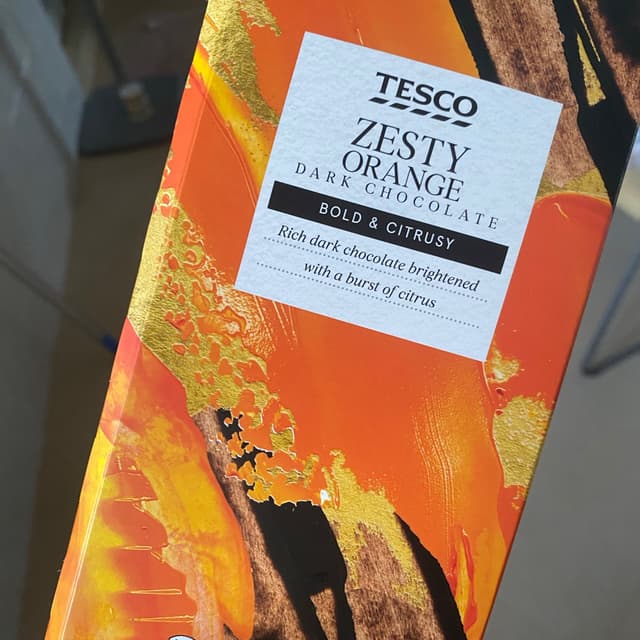 TESCO
ZESTY
ORANGE
DARK CHOCOLATE
BOLD & CITRUSY
Rich dark chocolate brightened
with a burst of citrus